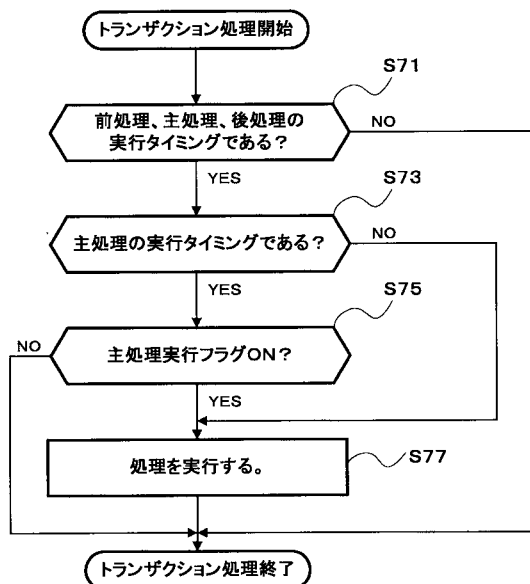 トランザクション処理開始
S71
前処理、主処理、後処理の
実行タイミングである？
NO
YES
S73
主処理の実行タイミングである？
NO
YES
S75
NO
主処理実行フラグON？
YES
処理を実行する。
S77
トランザクション処理終了